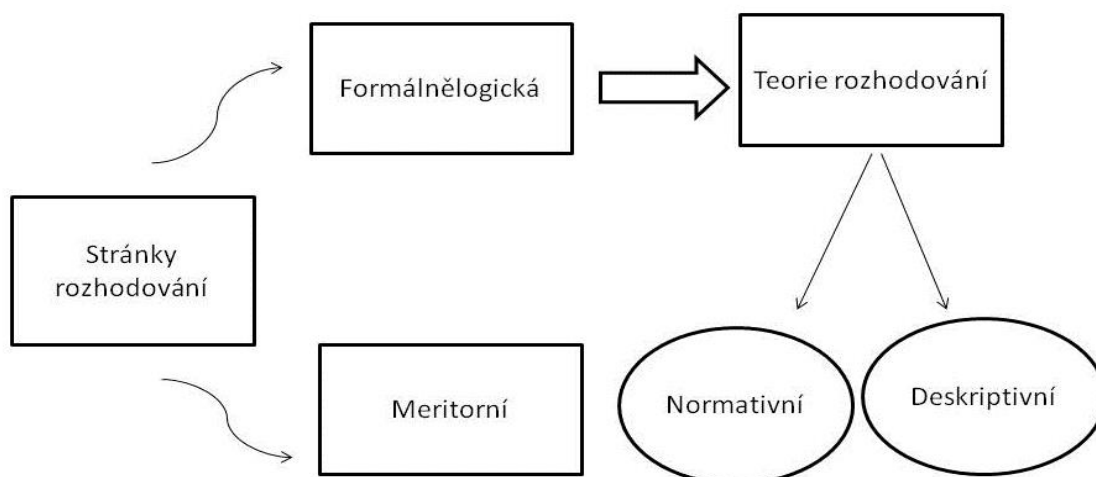 Formálnělogická
Teorie rozhodování
Stránky
rozhodování
Meritorní
Normativní
Deskriptivní